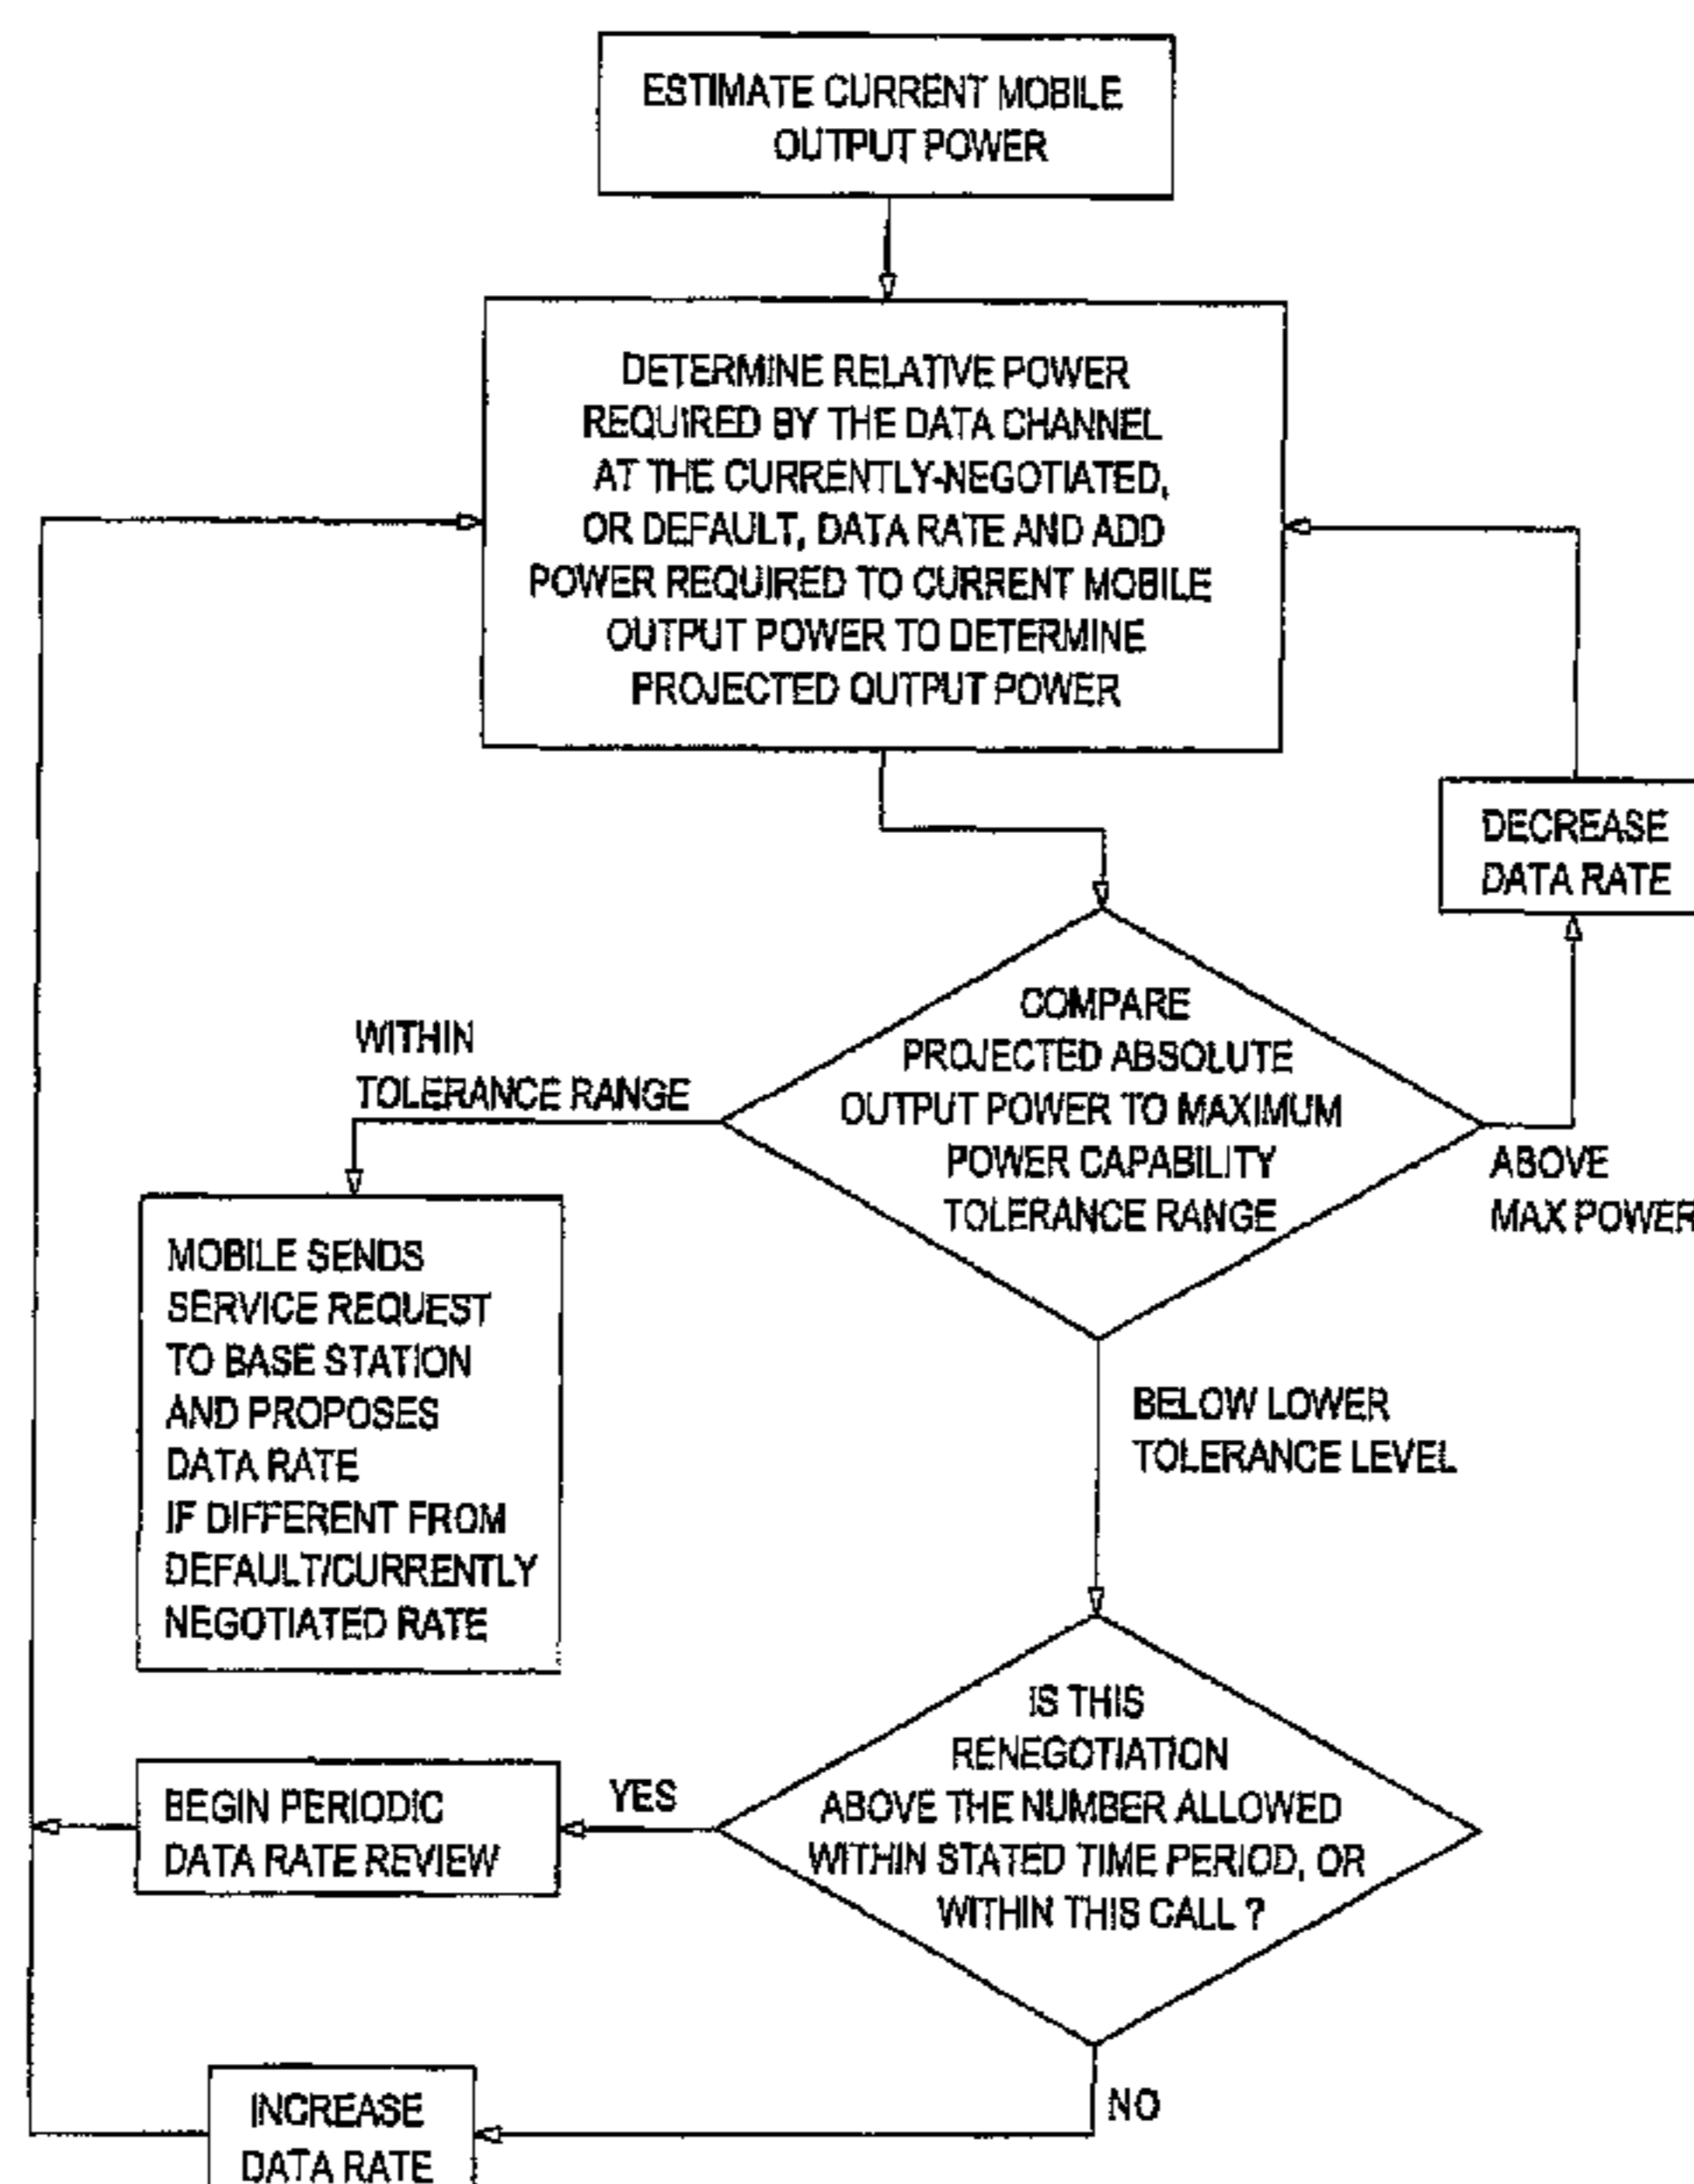 ESTIMATE CURRENT MOBILE
OUTPUT POWER
DETERMINE RELATIVE POWER
REQUIRED BY THE DATA CHANNEL
AT THE CURRENTLY-NEGOTIATED,
OR DEFAULT, DATA RATE AND ADD
POWER REQUIRED TO CURRENT MOBILE
OUTPUT POWER TO DETERMINE
PROJECTED OUTPUT POWER
DECREASE
DATA RATE
COMPARE
PROJECTED ABSOLUTE
OUTPUT POWER TO MAXIMUM
POWER CAPABILITY
TOLERANCE RANGE
WITHIN
TOLERANCE RANGE
ABOVE
MAX POWER
MOBILE SENDS
SERVICE REQUEST
TO BASE STATION
AND PROPOSES
DATA RATE
IF DIFFERENT FROM
DEFAULT/CURRENTLY
NEGOTIATED RATE
BELOW LOWER
TOLERANCE LEVEL
IS THIS
RENEGOTIATION
ABOVE THE NUMBER ALLOWED
WITHIN STATED TIME PERIOD, OR
WITHIN THIS CALL ?
YES
BEGIN PERIODIC
DATA RATE REVIEW
NO
INCREASE
DATA RATE